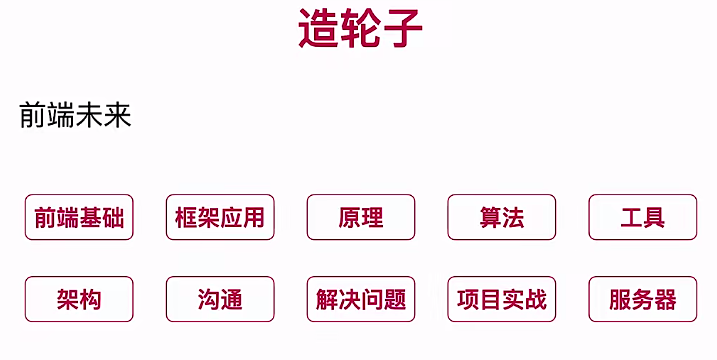 造轮子
前端未来
前端基础 框架应用 原理 算法 工具
架构 沟通 解决问题 项目实战 服务器